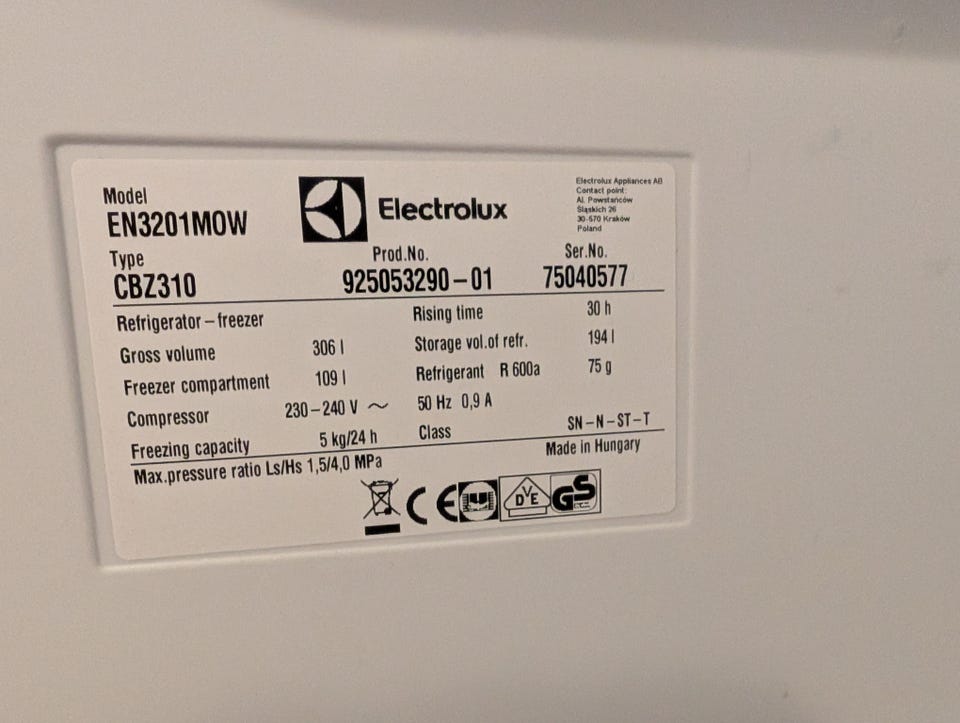 Model
EN3201MOW
Electrolux
Electrolux Appliances AB
Contact point:
Al. Powstańców
Śląskich 26
30-570 Kraków
Poland
Type
CBZ310
Prod.No.
925053290-01
Ser.No.
75040577
Refrigerator-freezer
Rising time 30 h
Gross volume 306 l
Storage vol.of refr. 194 l
Freezer compartment 109 l
Refrigerant R 600a 75 g
Compressor 230-240 V ~ 50 Hz 0,9 A
Freezing capacity 5 kg/24 h
Class SN-N-ST-T
Max.pressure ratio Ls/Hs 1,5/4,0 MPa
Made in Hungary
CE
DVE
GS